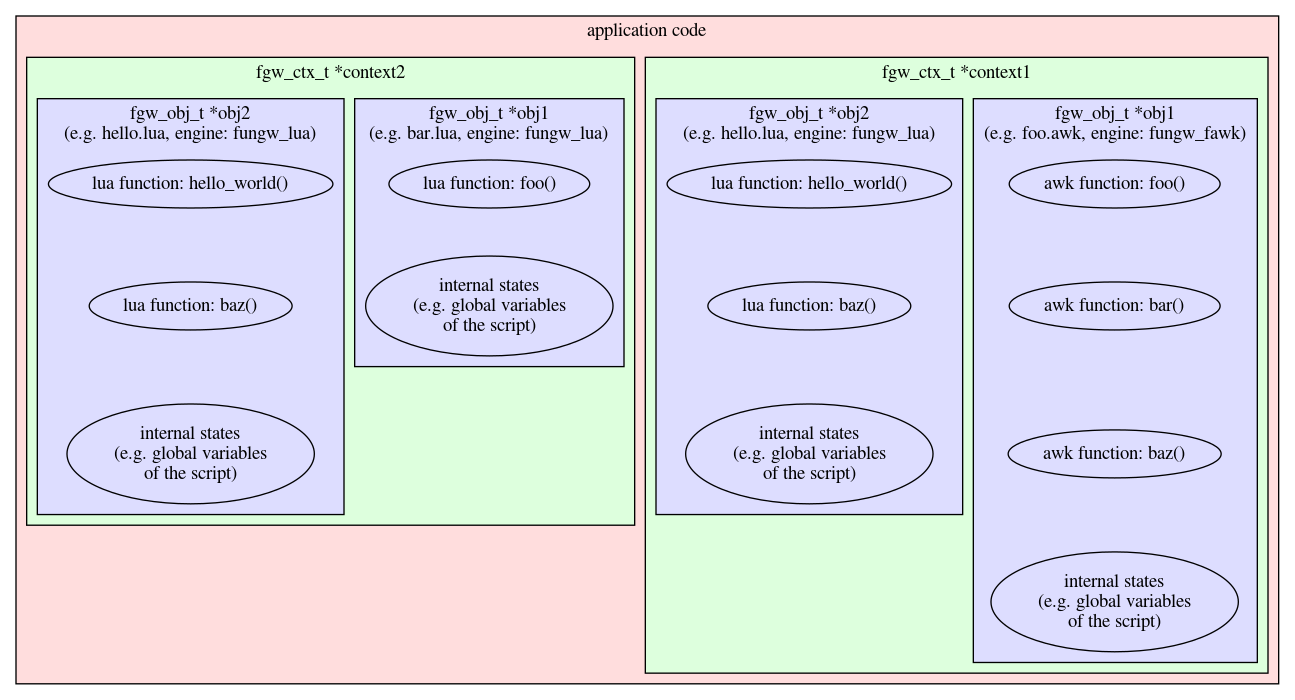 application code
fgw_ctx_t *context2
fgw_obj_t *obj2
(e.g. hello.lua, engine: fungw_lua)
lua function: hello_world()
lua function: baz()
internal states
(e.g. global variables
of the script)
fgw_obj_t *obj1
(e.g. bar.lua, engine: fungw_lua)
lua function: foo()
internal states
(e.g. global variables
of the script)
fgw_ctx_t *context1
fgw_obj_t *obj2
(e.g. hello.lua, engine: fungw_lua)
lua function: hello_world()
lua function: baz()
internal states
(e.g. global variables
of the script)
fgw_obj_t *obj1
(e.g. foo.awk, engine: fungw_fawk)
awk function: foo()
awk function: bar()
awk function: baz()
internal states
(e.g. global variables
of the script)